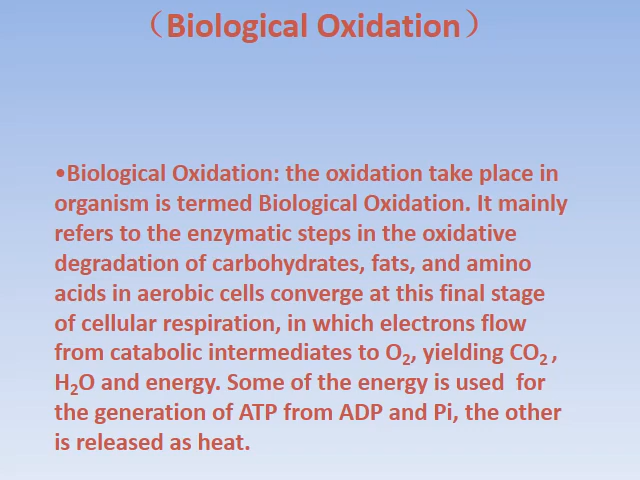 （Biological Oxidation）
•Biological Oxidation: the oxidation take place in
organism is termed Biological Oxidation. It mainly
refers to the enzymatic steps in the oxidative
degradation of carbohydrates, fats, and amino
acids in aerobic cells converge at this final stage
of cellular respiration, in which electrons flow
from catabolic intermediates to O₂, yielding CO₂ ,
H₂O and energy. Some of the energy is used  for
the generation of ATP from ADP and Pi, the other
is released as heat.